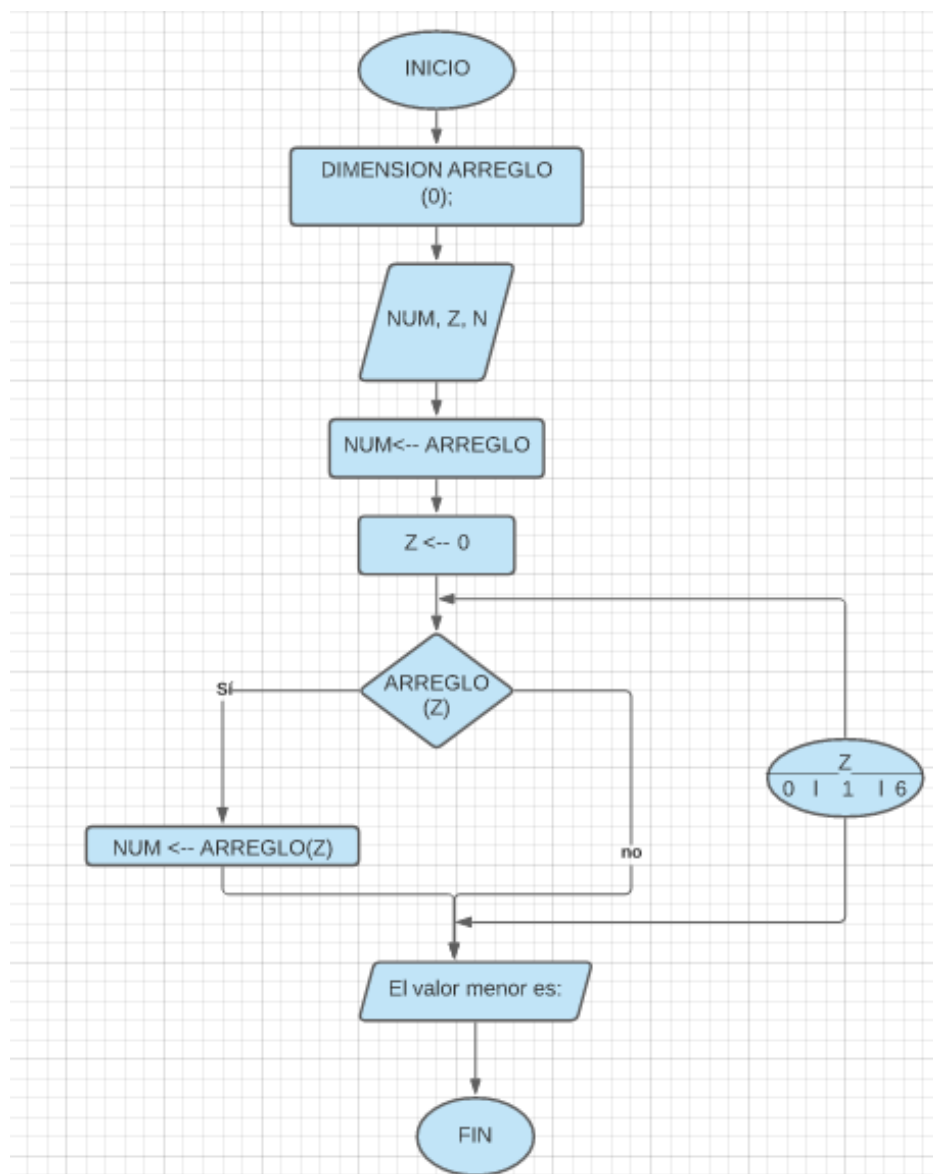 INICIO
DIMENSION ARREGLO
(0);
NUM, Z, N
NUM<-- ARREGLO
Z <-- 0
ARREGLO
(Z)
Sí
Z
0 I 1 I 6
NUM <-- ARREGLO(Z)
no
El valor menor es:
FIN